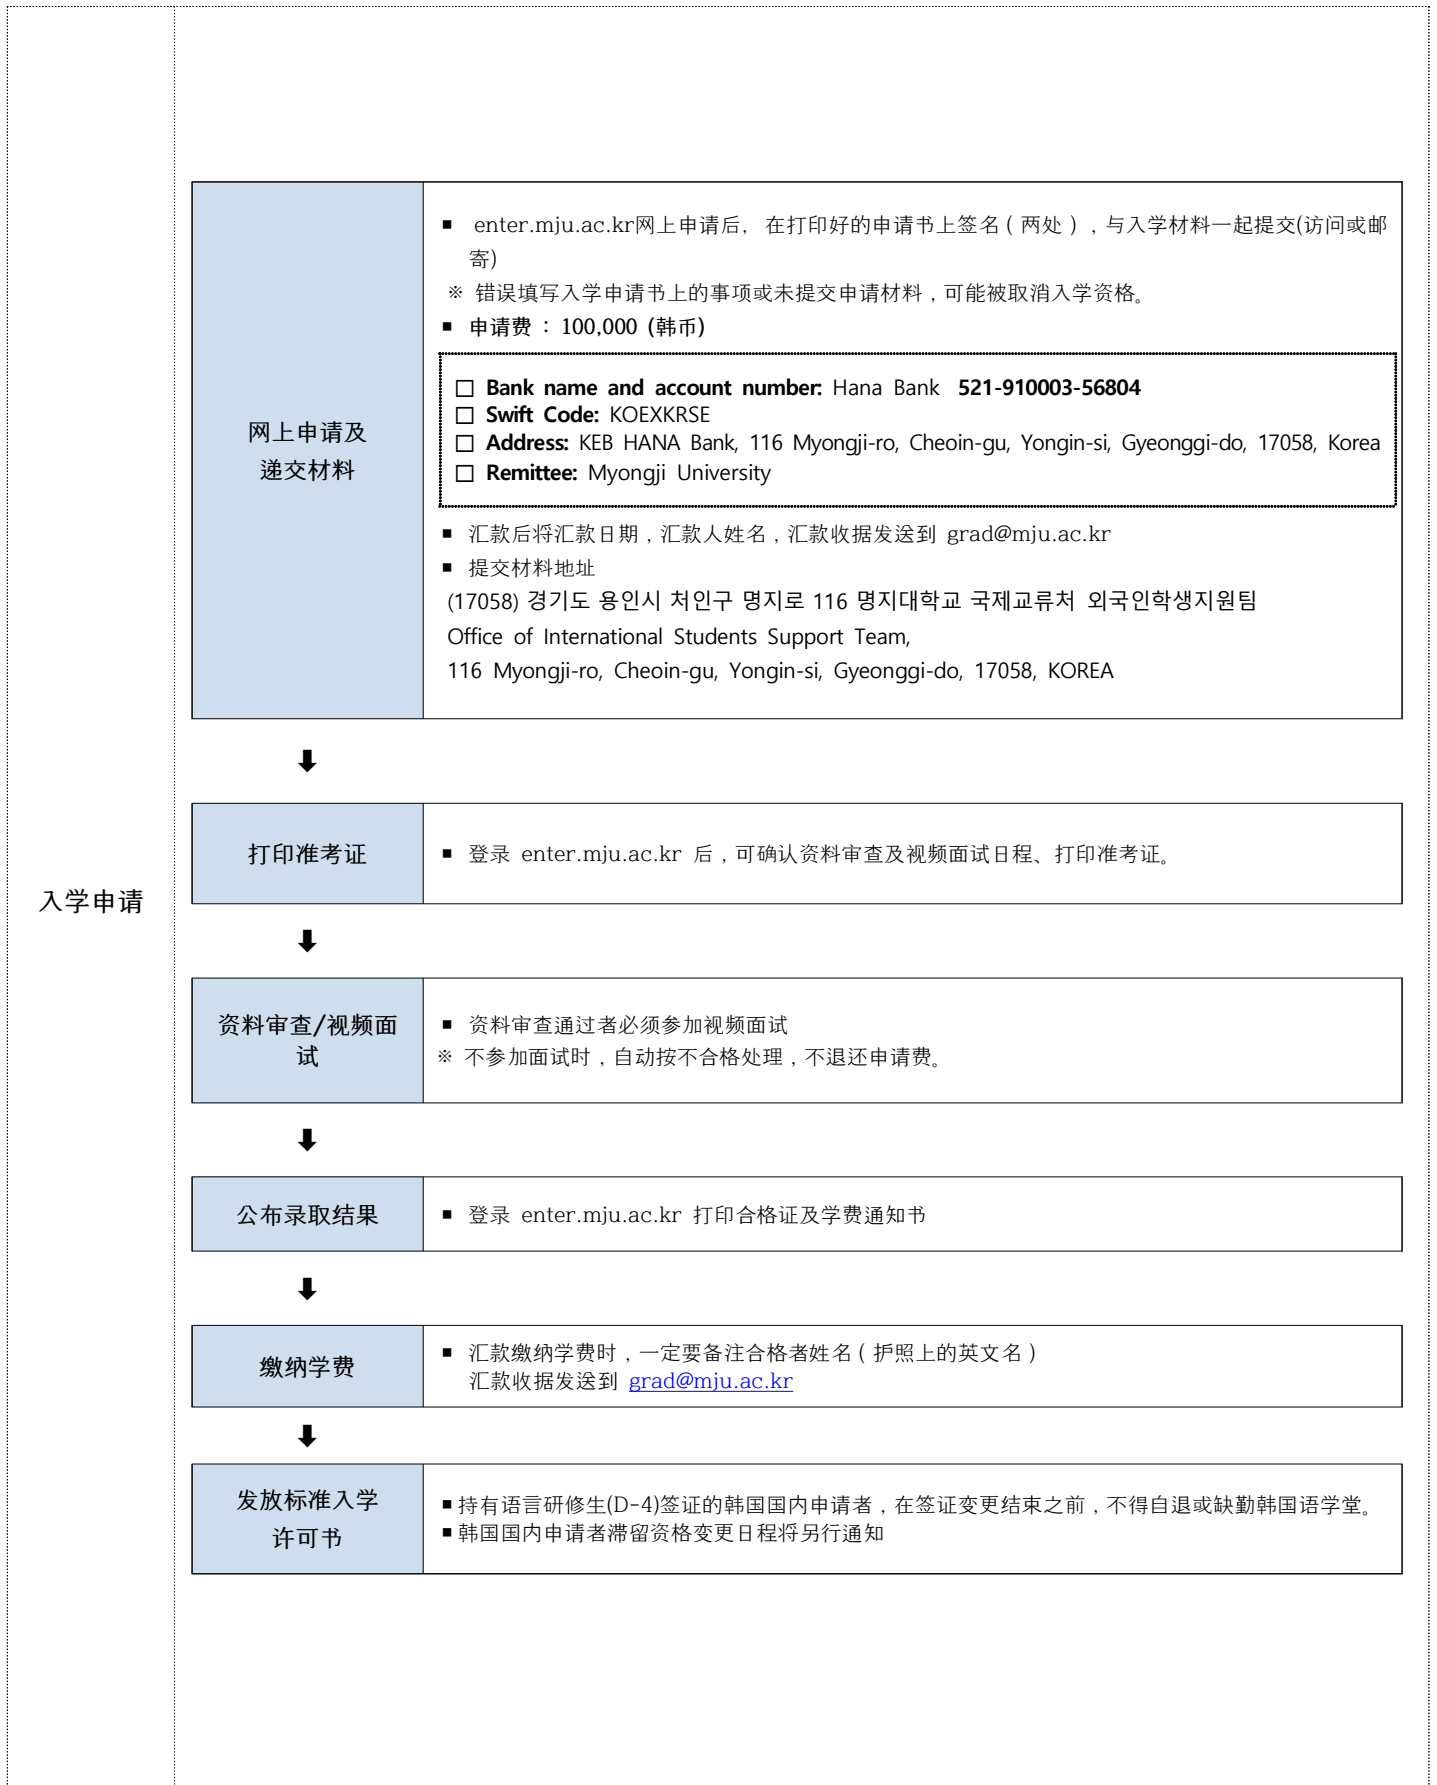 入学申请
网上申请及
递交材料
■ enter.mju.ac.kr网上申请后, 在打印好的申请书上签名（两处）,与入学材料一起提交(访问或邮
寄)
※ 错误填写入学申请书上的事项或未提交申请材料,可能被取消入学资格。
■ 申请费 : 100,000 (韩币)
□ Bank name and account number: Hana Bank 521-910003-56804
□ Swift Code: KOEXKRSE
□ Address: KEB HANA Bank, 116 Myongji-ro, Cheoin-gu, Yongin-si, Gyeonggi-do, 17058, Korea
□ Remittee: Myongji University
■ 汇款后将汇款日期,汇款人姓名,汇款收据发送到 grad@mju.ac.kr
■ 提交材料地址
(17058) 경기도 용인시 처인구 명지로 116 명지대학교 국제교류처 외국인학생지원팀
Office of International Students Support Team,
116 Myongji-ro, Cheoin-gu, Yongin-si, Gyeonggi-do, 17058, KOREA
⬇
打印准考证
■ 登录 enter.mju.ac.kr 后,可确认资料审查及视频面试日程、打印准考证。
⬇
资料审查/视频面
试
■ 资料审查通过者必须参加视频面试
※ 不参加面试时,自动按不合格处理,不退还申请费。
⬇
公布录取结果
■ 登录 enter.mju.ac.kr 打印合格证及学费通知书
⬇
缴纳学费
■ 汇款缴纳学费时,一定要备注合格者姓名（护照上的英文名）
汇款收据发送到 grad@mju.ac.kr
⬇
发放标准入学
许可书
■持有语言研修生(D-4)签证的韩国国内申请者,在签证变更结束之前,不得自退或缺勤韩国语学堂。
■韩国国内申请者滞留资格变更日程将另行通知